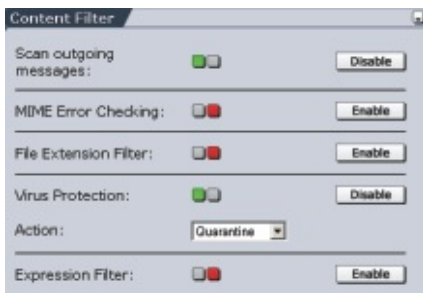 Content Filter
Scan outgoing
messages:
Disable
MIME Error Checking:
Enable
File Extension Filter:
Enable
Virus Protection:
Disable
Action:
Quarantine
Expression Filter:
Enable